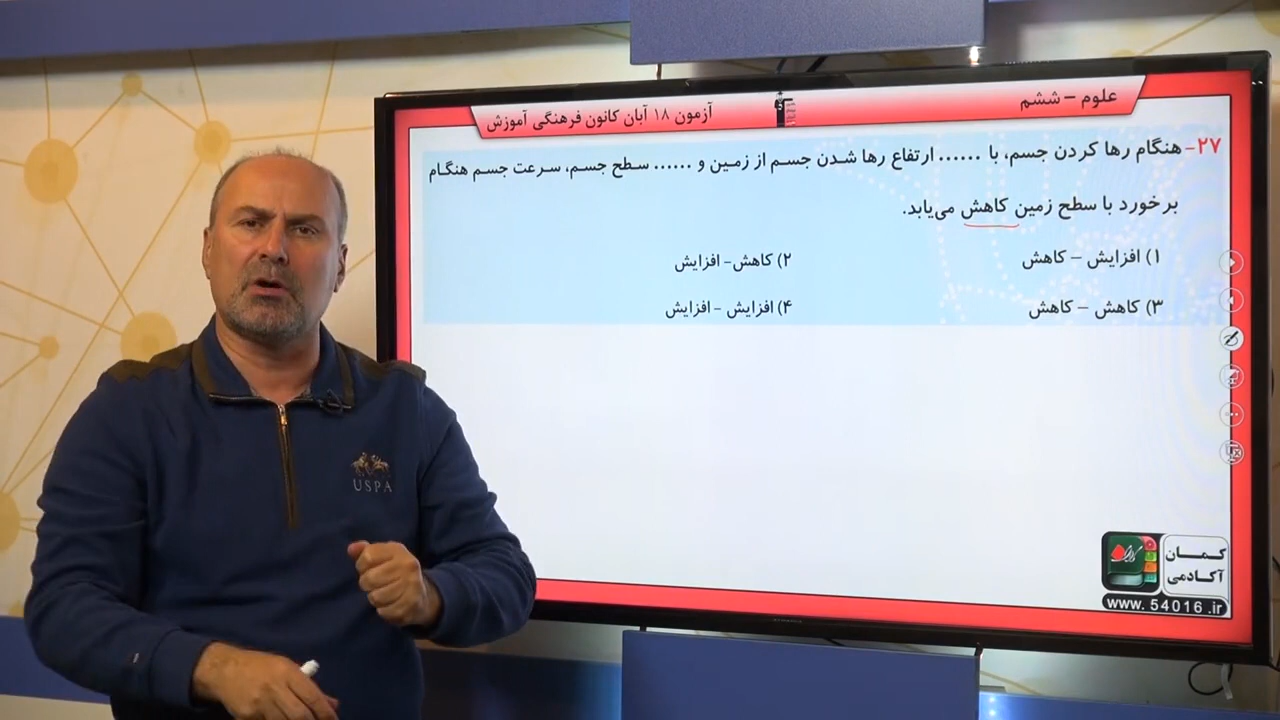 علوم – ششم
آزمون ۱۸ آبان کانون فرهنگی آموزش
۲۷- هنگام رها کردن جسم، با ...... ارتفاع رها شدن جسم از زمین و ...... سطح جسم، سرعت جسم هنگام
برخورد با سطح زمین کاهش می‌یابد.
۱) افزایش – کاهش
۲) کاهش – افزایش
۳) کاهش – کاهش
۴) افزایش – افزایش
USPA
کمان
آکادمی
www. 54016 .ir